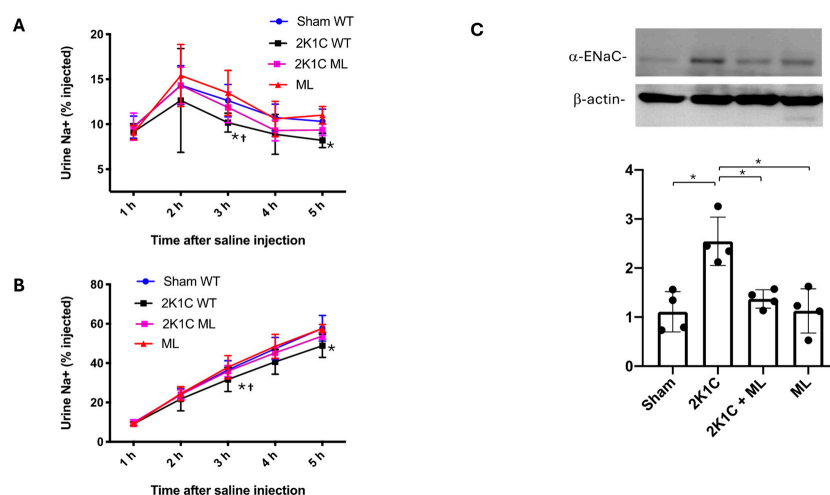 A
Urine Na+ (% injected)
20
15
10
5
Sham WT
2K1C WT
2K1C ML
ML
*†
*
1 h
2 h
3 h
4 h
5 h
Time after saline injection
B
Urine Na+ (% injected)
80
60
40
20
0
Sham WT
2K1C WT
2K1C ML
ML
*†
*
1 h
2 h
3 h
4 h
5 h
Time after saline injection
C
α-ENaC-
β-actin-
4
3
2
1
0
*
*
*
Sham
2K1C
2K1C + ML
ML